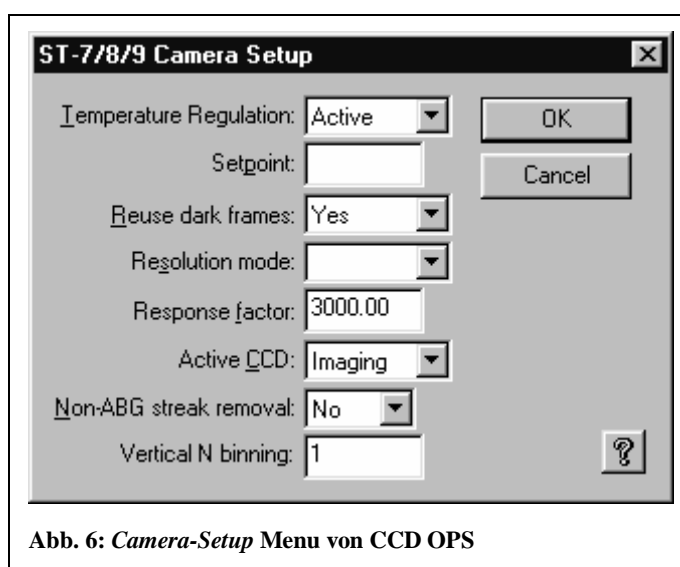 ST-7/8/9 Camera Setup
Temperature Regulation: Active
OK
Setpoint:
Cancel
Reuse dark frames: Yes
Resolution mode:
Response factor: 3000.00
Active CCD: Imaging
Non-ABG streak removal: No
Vertical N binning: 1
?
Abb. 6: Camera-Setup Menu von CCD OPS